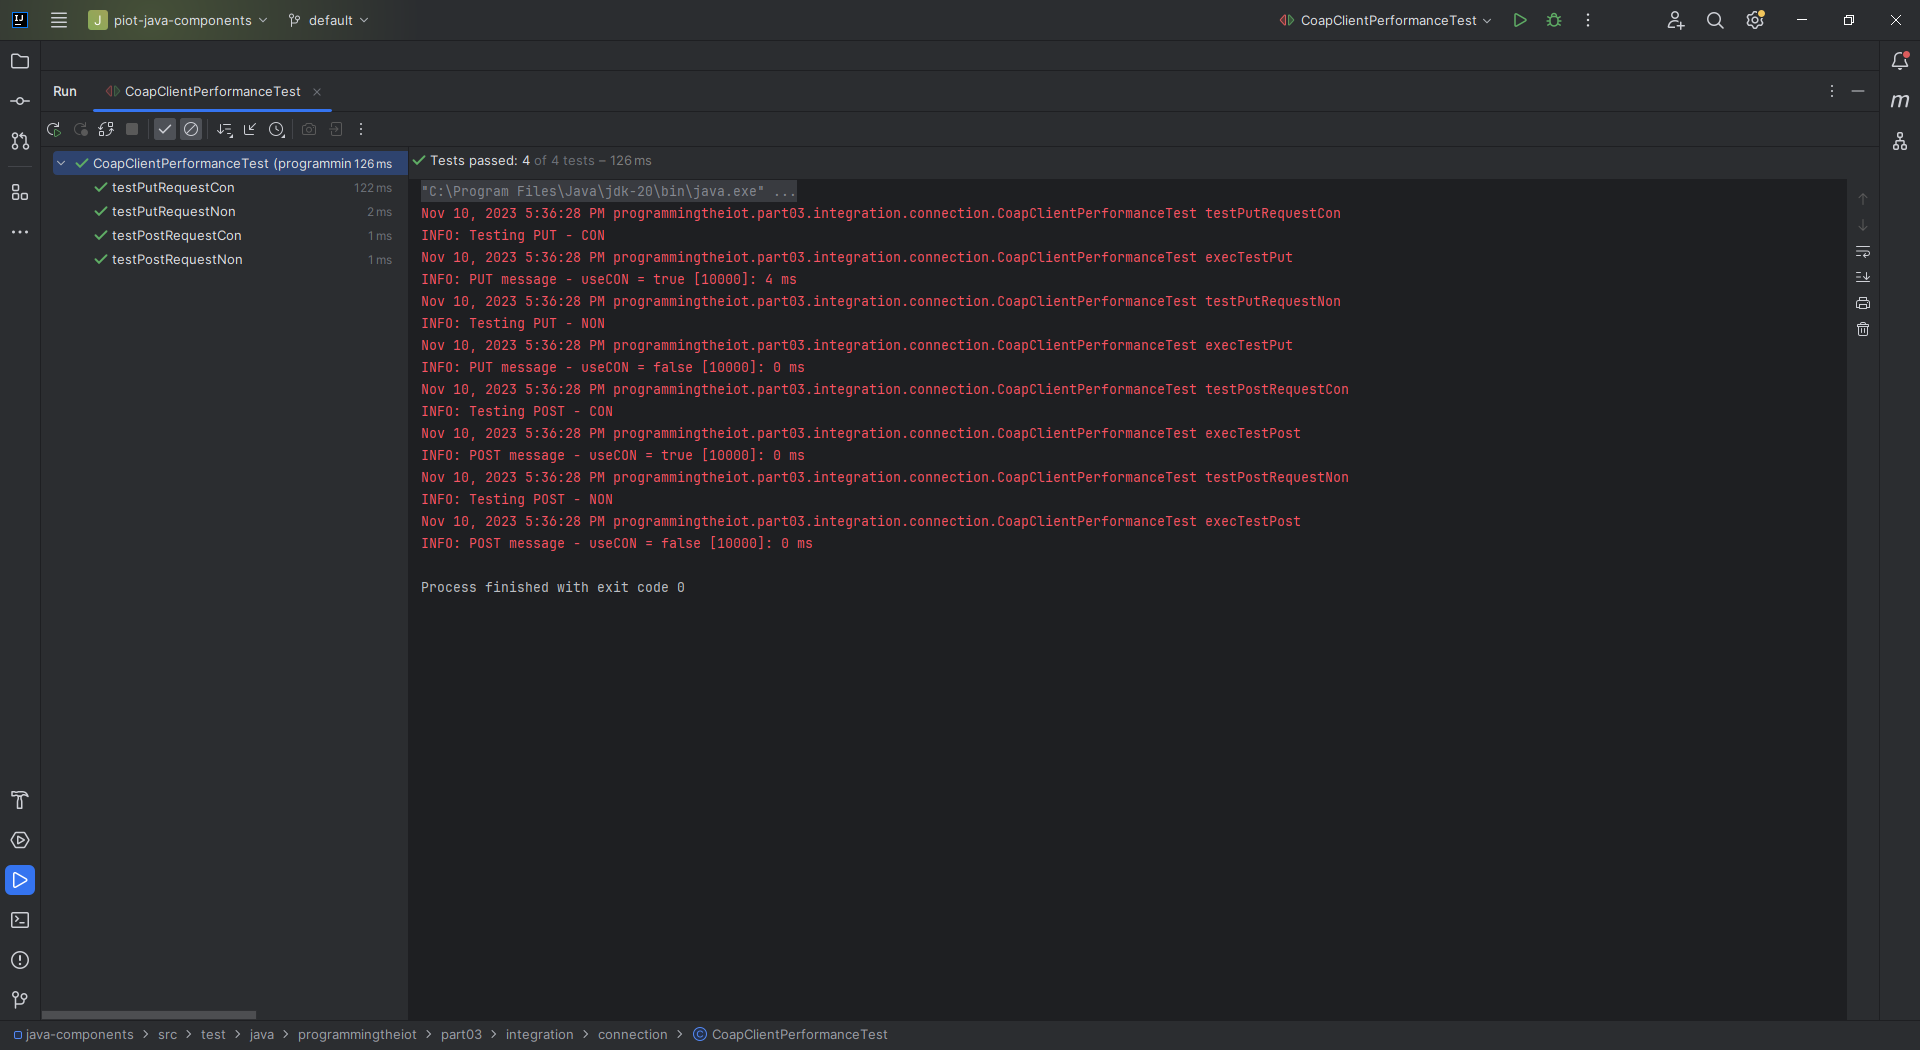 J piot-java-components default CoapClientPerformanceTest
Run CoapClientPerformanceTest
CoapClientPerformanceTest (programmin 126 ms
testPutRequestCon 122 ms
testPutRequestNon 2 ms
testPostRequestCon 1 ms
testPostRequestNon 1 ms
Tests passed: 4 of 4 tests – 126 ms
"C:\Program Files\Java\jdk-20\bin\java.exe" ...
Nov 10, 2023 5:36:28 PM programmingtheiot.part03.integration.connection.CoapClientPerformanceTest testPutRequestCon
INFO: Testing PUT - CON
Nov 10, 2023 5:36:28 PM programmingtheiot.part03.integration.connection.CoapClientPerformanceTest execTestPut
INFO: PUT message - useCON = true [10000]: 4 ms
Nov 10, 2023 5:36:28 PM programmingtheiot.part03.integration.connection.CoapClientPerformanceTest testPutRequestNon
INFO: Testing PUT - NON
Nov 10, 2023 5:36:28 PM programmingtheiot.part03.integration.connection.CoapClientPerformanceTest execTestPut
INFO: PUT message - useCON = false [10000]: 0 ms
Nov 10, 2023 5:36:28 PM programmingtheiot.part03.integration.connection.CoapClientPerformanceTest testPostRequestCon
INFO: Testing POST - CON
Nov 10, 2023 5:36:28 PM programmingtheiot.part03.integration.connection.CoapClientPerformanceTest execTestPost
INFO: POST message - useCON = true [10000]: 0 ms
Nov 10, 2023 5:36:28 PM programmingtheiot.part03.integration.connection.CoapClientPerformanceTest testPostRequestNon
INFO: Testing POST - NON
Nov 10, 2023 5:36:28 PM programmingtheiot.part03.integration.connection.CoapClientPerformanceTest execTestPost
INFO: POST message - useCON = false [10000]: 0 ms
Process finished with exit code 0
java-components > src > test > java > programmingtheiot > part03 > integration > connection > CoapClientPerformanceTest